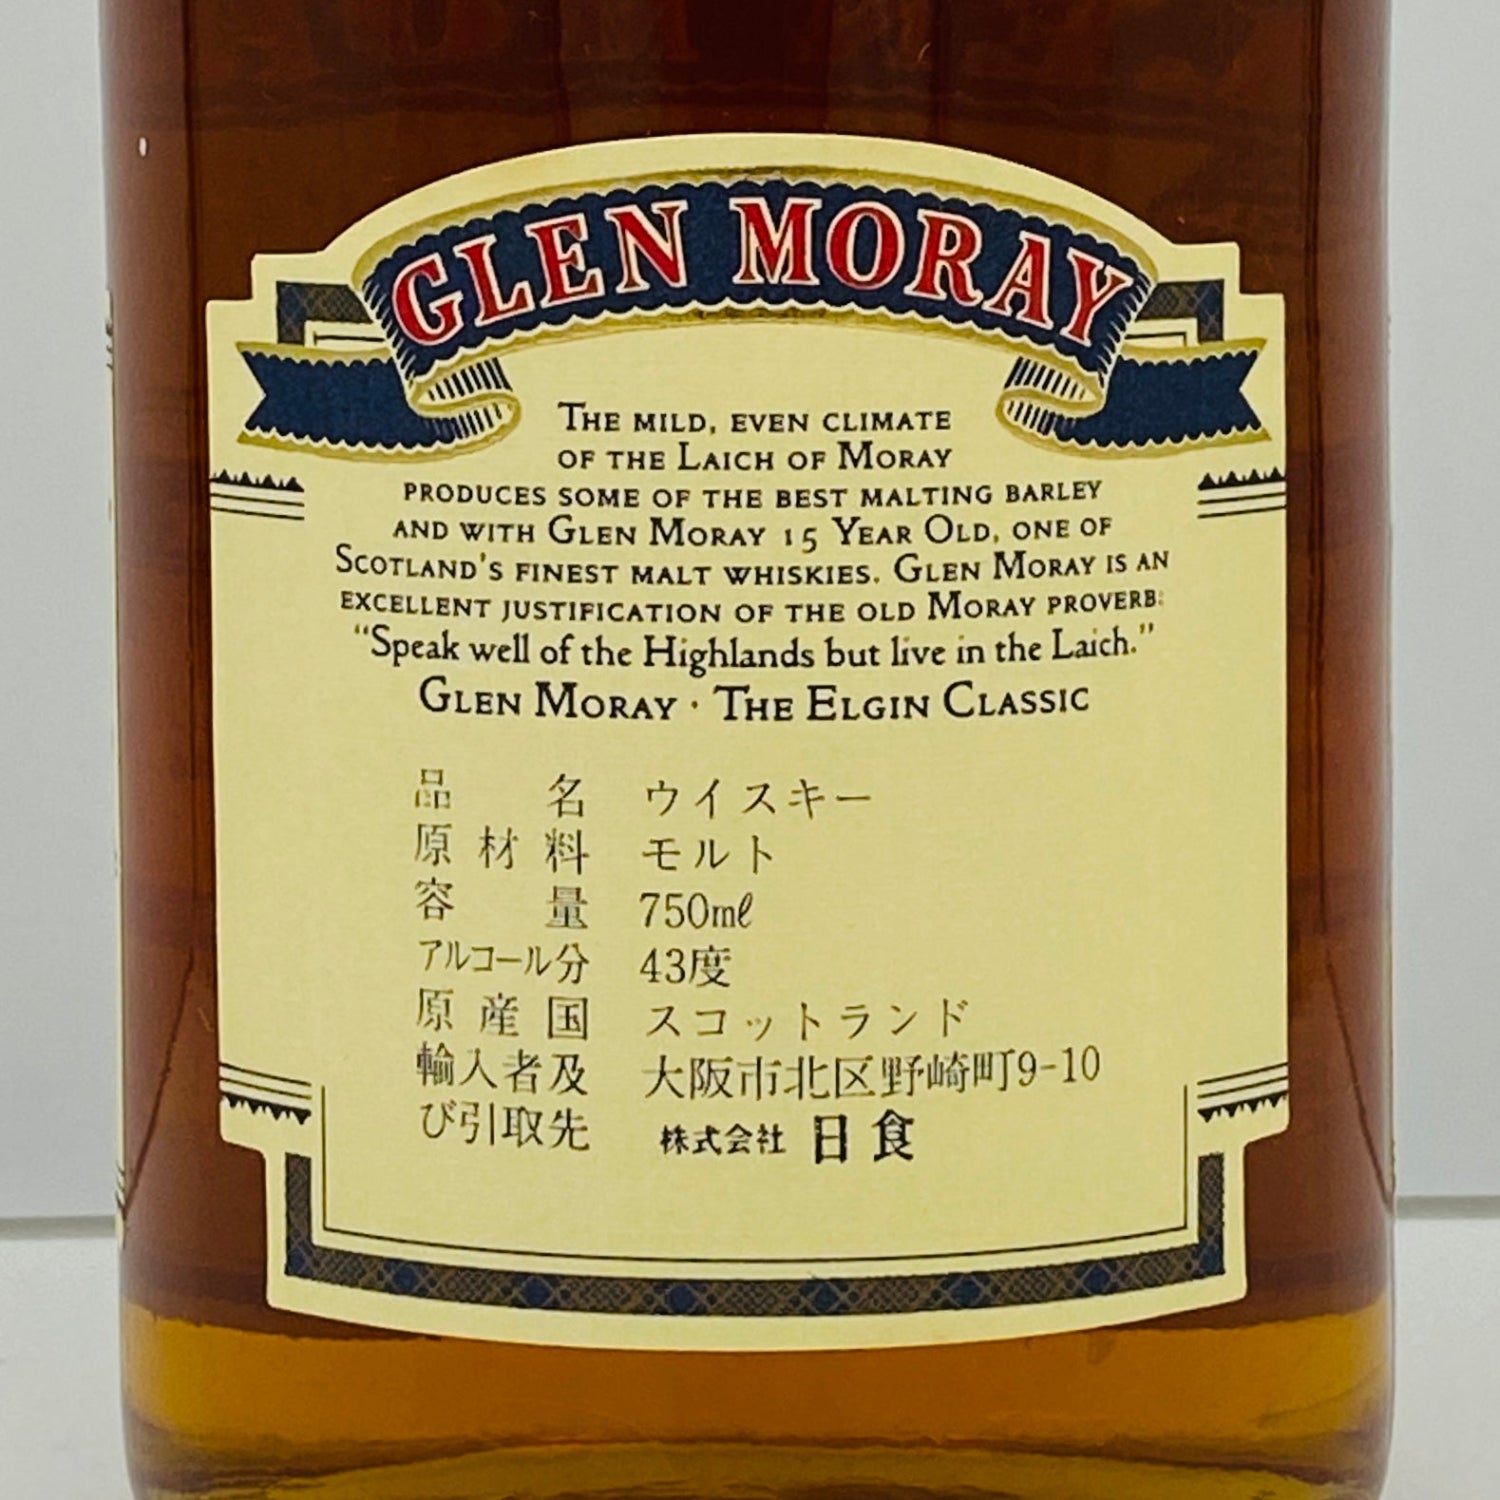 GLEN MORAY
THE MILD, EVEN CLIMATE
OF THE LAICH OF MORAY
PRODUCES SOME OF THE BEST MALTING BARLEY
AND WITH GLEN MORAY 15 YEAR OLD, ONE OF
SCOTLAND'S FINEST MALT WHISKIES. GLEN MORAY IS AN
EXCELLENT JUSTIFICATION OF THE OLD MORAY PROVERB:
"Speak well of the Highlands but live in the Laich."
GLEN MORAY · THE ELGIN CLASSIC
品名 ウイスキー
原材料 モルト
容量 750mℓ
アルコール分 43度
原産国 スコットランド
輸入者及 大阪市北区野崎町9-10
び引取先 株式会社 日食